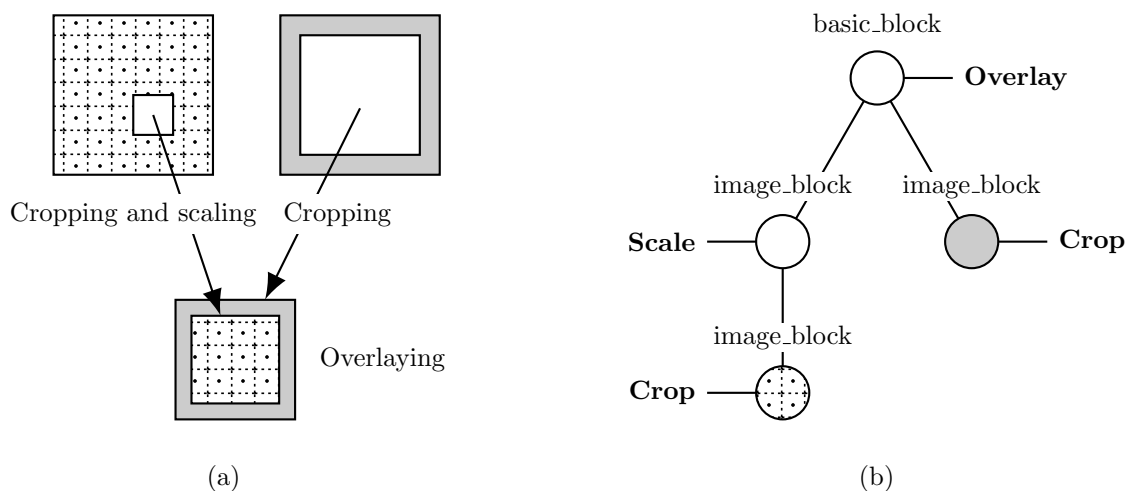 Cropping and scaling
Cropping
Overlaying
(a)
basic_block
Overlay
image_block
image_block
Scale
Crop
image_block
Crop
(b)